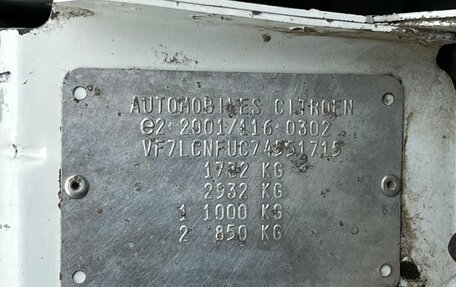 AUTOMOBILES CITROEN
e2*2001/116*0302
VF7LCNFUC74551715
1732 KG
2932 KG
1 1000 KG
2 850 KG